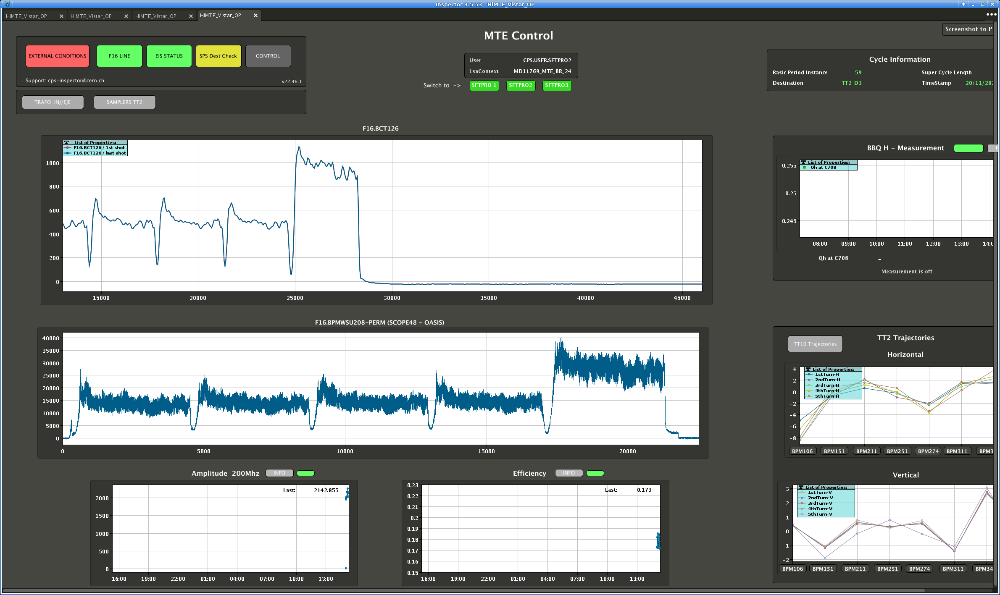 Inspector 3.5.53 - HiMTE_Vistar_OP
HiMTE_Vistar_OP HiMTE_Vistar_OP HiMTE_Vistar_OP HiMTE_Vistar_OP
Screenshot to P
MTE Control
EXTERNAL CONDITIONS F16 LINE EIS STATUS SPS Dest Check CONTROL
Support: cps-inspector@cern.ch v22.46.1
TRAFO INJ/EJE SAMPLERS TT2
User CPS.USER.SFTPRO2
LsaContext MD11769_MTE_BB_24
Switch to -> SFTPRO 1 SFTPRO2 SFTPRO3
Cycle Information
Basic Period Instance 59 Super Cycle Length
Destination TT2_D3 TimeStamp 20/11/202
F16.BCT126
List of Properties:
F16.BCT126 / 1st shot
F16.BCT126 / last shot
1000
800
600
400
200
0
15000 20000 25000 30000 35000 40000 45000
BBQ H - Measurement
List of Properties:
Qh at C708
0.255
0.25
0.245
08:00 09:00 10:00 11:00 12:00 13:00 14:0
Qh at C708 ...
Measurement is off
F16.BPMWSU208-PERM (SCOPE48 - OASIS)
40000
35000
30000
25000
20000
15000
10000
5000
0
0 5000 10000 15000 20000
TT10 Trajectories
TT2 Trajectories
Horizontal
List of Properties:
1stTurn-H
2ndTurn-H
3rdTurn-H
4thTurn-H
5thTurn-H
4
2
0
-2
-4
-6
-8
BPM106 BPM151 BPM211 BPM251 BPM274 BPM311 BPM3
Amplitude 200Mhz INFO
Last: 2142.855
2000
1500
1000
500
0
16:00 19:00 22:00 01:00 04:00 07:00 10:00 13:00
Efficiency INFO
Last: 0.173
0.23
0.22
0.21
0.2
0.19
0.18
0.17
0.16
0.15
16:00 19:00 22:00 01:00 04:00 07:00 10:00 13:00
Vertical
List of Properties:
1stTurn-V
2ndTurn-V
3rdTurn-V
4thTurn-V
5thTurn-V
3
2
1
0
-1
-2
BPM106 BPM151 BPM211 BPM251 BPM274 BPM311 BPM34